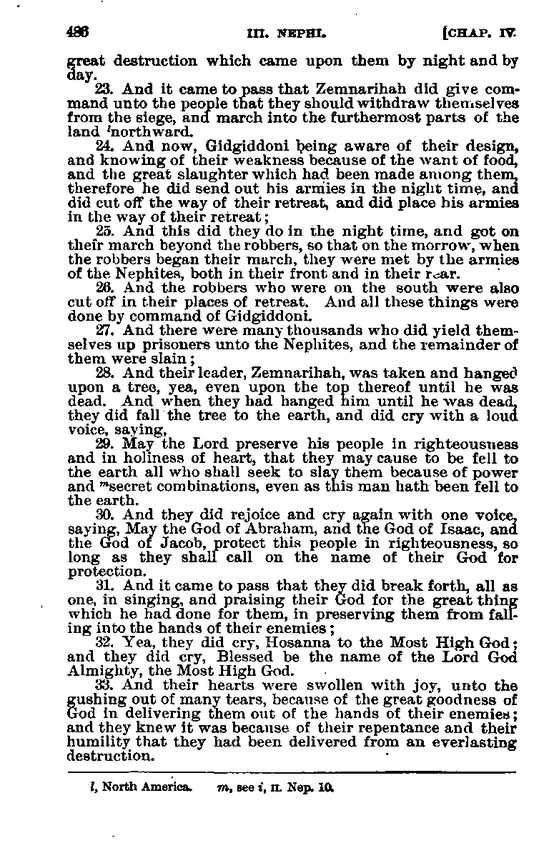 486 III. NEPHI. [CHAP. IV.
great destruction which came upon them by night and by
day.
23. And it came to pass that Zemnarihah did give com-
mand unto the people that they should withdraw themselves
from the siege, and march into the furthermost parts of the
land lnorthward.
24. And now, Gidgiddoni being aware of their design,
and knowing of their weakness because of the want of food,
and the great slaughter which had been made among them,
therefore he did send out his armies in the night time, and
did cut off the way of their retreat, and did place his armies
in the way of their retreat;
25. And this did they do in the night time, and got on
their march beyond the robbers, so that on the morrow, when
the robbers began their march, they were met by the armies
of the Nephites, both in their front and in their rear.
26. And the robbers who were on the south were also
cut off in their places of retreat. And all these things were
done by command of Gidgiddoni.
27. And there were many thousands who did yield them-
selves up prisoners unto the Nephites, and the remainder of
them were slain;
28. And their leader, Zemnarihah, was taken and hanged
upon a tree, yea, even upon the top thereof until he was
dead. And when they had hanged him until he was dead,
they did fall the tree to the earth, and did cry with a loud
voice, saying,
29. May the Lord preserve his people in righteousness
and in holiness of heart, that they may cause to be fell to
the earth all who shall seek to slay them because of power
and msecret combinations, even as this man hath been fell to
the earth.
30. And they did rejoice and cry again with one voice,
saying, May the God of Abraham, and the God of Isaac, and
the God of Jacob, protect this people in righteousness, so
long as they shall call on the name of their God for
protection.
31. And it came to pass that they did break forth, all as
one, in singing, and praising their God for the great thing
which he had done for them, in preserving them from fall-
ing into the hands of their enemies;
32. Yea, they did cry, Hosanna to the Most High God;
and they did cry, Blessed be the name of the Lord God
Almighty, the Most High God.
33. And their hearts were swollen with joy, unto the
gushing out of many tears, because of the great goodness of
God in delivering them out of the hands of their enemies;
and they knew it was because of their repentance and their
humility that they had been delivered from an everlasting
destruction.
l, North America. m, see i, II. Nep. 10.